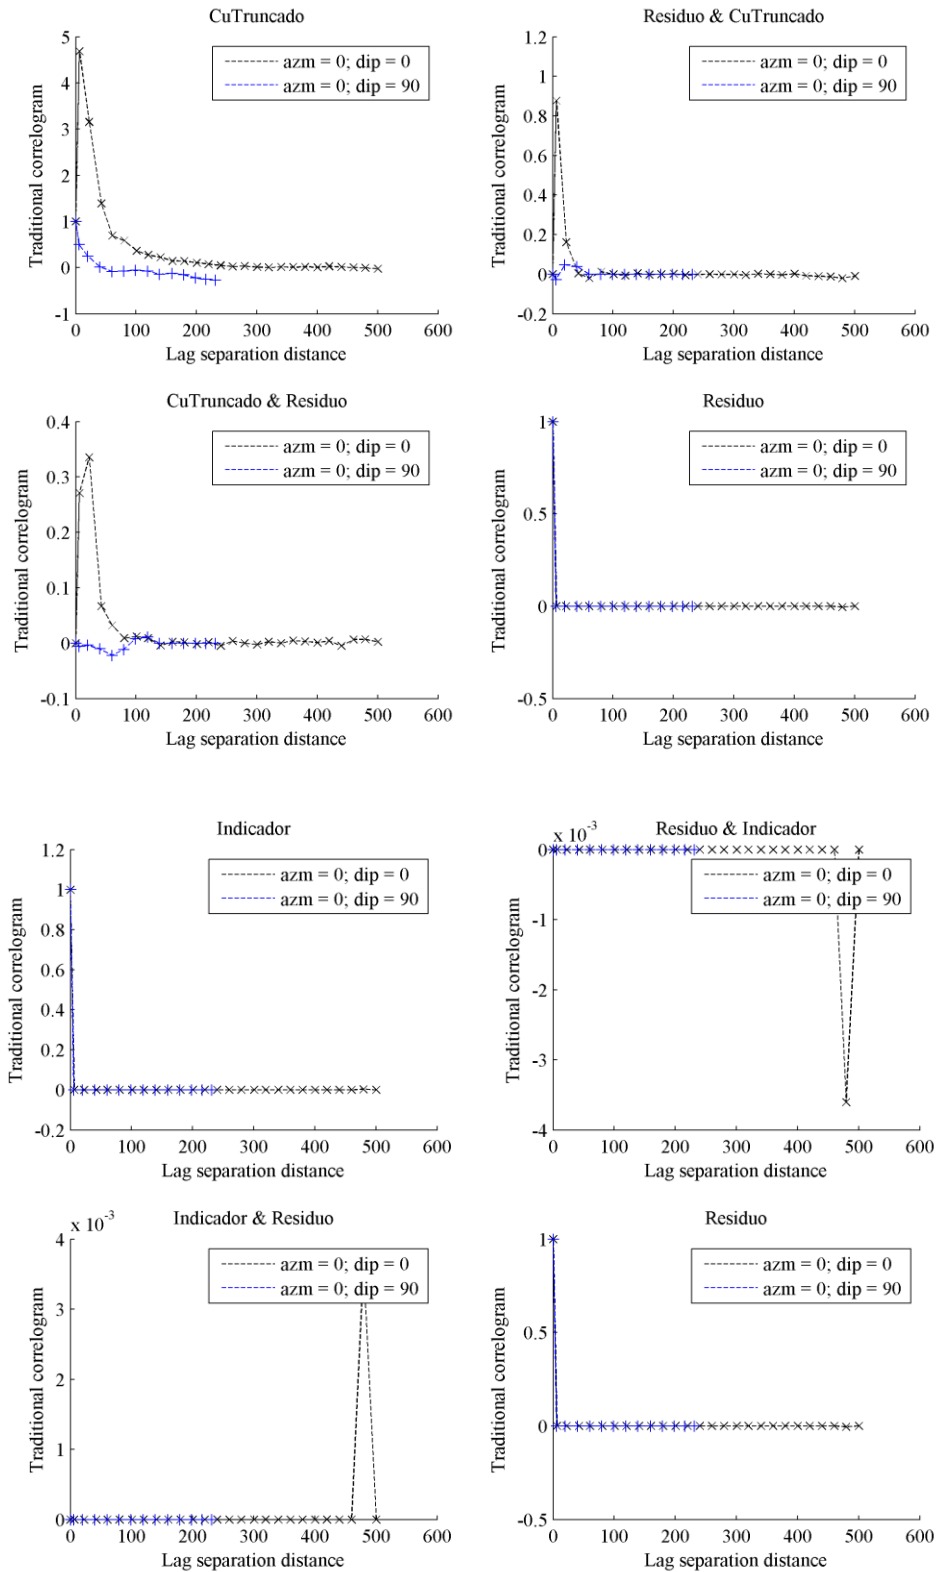 CuTruncado
5
4
3
2
1
0
-1
Traditional correlogram
azm = 0; dip = 0
azm = 0; dip = 90
0 100 200 300 400 500 600
Lag separation distance
Residuo & CuTruncado
1.2
1
0.8
0.6
0.4
0.2
0
-0.2
Traditional correlogram
azm = 0; dip = 0
azm = 0; dip = 90
0 100 200 300 400 500 600
Lag separation distance
CuTruncado & Residuo
0.4
0.3
0.2
0.1
0
-0.1
Traditional correlogram
azm = 0; dip = 0
azm = 0; dip = 90
0 100 200 300 400 500 600
Lag separation distance
Residuo
1
0.5
0
-0.5
Traditional correlogram
azm = 0; dip = 0
azm = 0; dip = 90
0 100 200 300 400 500 600
Lag separation distance
Indicador
1.2
1
0.8
0.6
0.4
0.2
0
-0.2
Traditional correlogram
azm = 0; dip = 0
azm = 0; dip = 90
0 100 200 300 400 500 600
Lag separation distance
Residuo & Indicador
x 10-3
0
-1
-2
-3
-4
Traditional correlogram
azm = 0; dip = 0
azm = 0; dip = 90
0 100 200 300 400 500 600
Lag separation distance
Indicador & Residuo
x 10-3
4
3
2
1
0
Traditional correlogram
azm = 0; dip = 0
azm = 0; dip = 90
0 100 200 300 400 500 600
Lag separation distance
Residuo
1
0.5
0
-0.5
Traditional correlogram
azm = 0; dip = 0
azm = 0; dip = 90
0 100 200 300 400 500 600
Lag separation distance